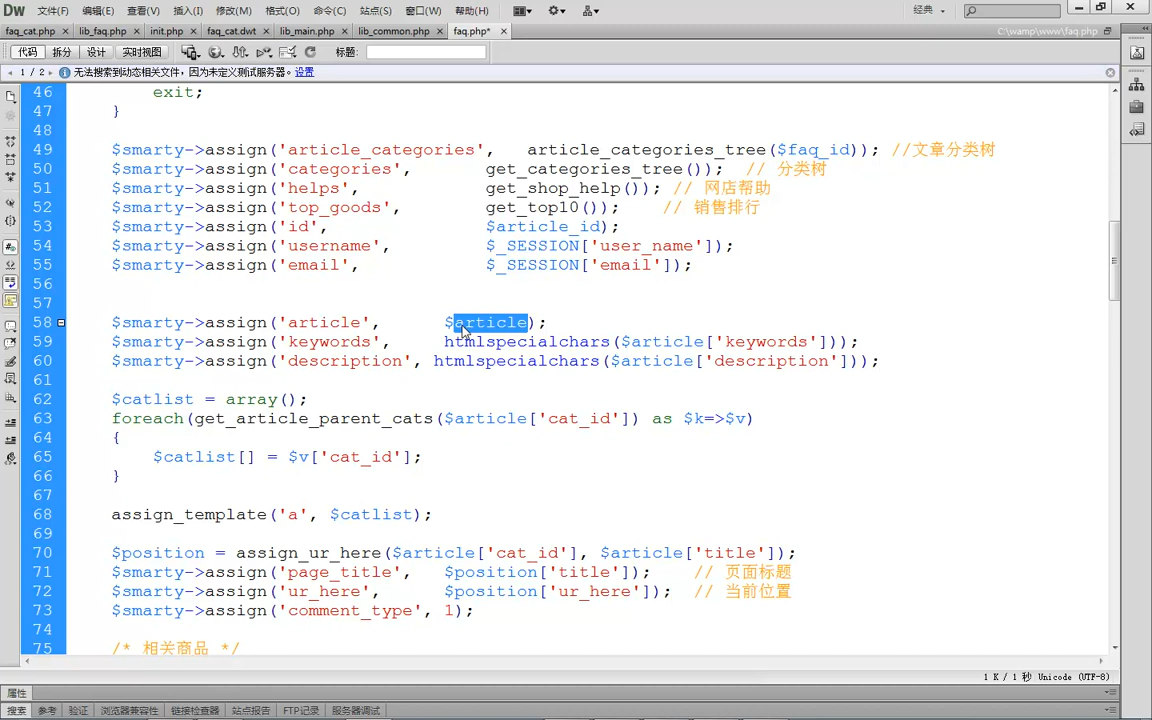 Dw 文件(F) 编辑(E) 查看(V) 插入(I) 修改(M) 格式(O) 命令(C) 站点(S) 窗口(W) 帮助(H) 经典
faq_cat.php × lib_faq.php × init.php × faq_cat.dwt × lib_main.php × lib_common.php × faq.php* × C:\wamp\www\faq.php*
代码 拆分 设计 实时视图 标题:
1 / 2 无法搜索到动态相关文件，因为未定义测试服务器。 设置
46 exit;
47 }
48
49 $smarty->assign('article_categories', article_categories_tree($faq_id)); //文章分类树
50 $smarty->assign('categories', get_categories_tree()); // 分类树
51 $smarty->assign('helps', get_shop_help()); // 网店帮助
52 $smarty->assign('top_goods', get_top10()); // 销售排行
53 $smarty->assign('id', $article_id);
54 $smarty->assign('username', $_SESSION['user_name']);
55 $smarty->assign('email', $_SESSION['email']);
56
57
58 $smarty->assign('article', $article);
59 $smarty->assign('keywords', htmlspecialchars($article['keywords']));
60 $smarty->assign('description', htmlspecialchars($article['description']));
61
62 $catlist = array();
63 foreach(get_article_parent_cats($article['cat_id']) as $k=>$v)
64 {
65 $catlist[] = $v['cat_id'];
66 }
67
68 assign_template('a', $catlist);
69
70 $position = assign_ur_here($article['cat_id'], $article['title']);
71 $smarty->assign('page_title', $position['title']); // 页面标题
72 $smarty->assign('ur_here', $position['ur_here']); // 当前位置
73 $smarty->assign('comment_type', 1);
74
75 /* 相关商品 */
1 K / 1 秒 Unicode (UTF-8)
属性
搜索 参考 验证 浏览器兼容性 链接检查器 站点报告 FTP记录 服务器调试